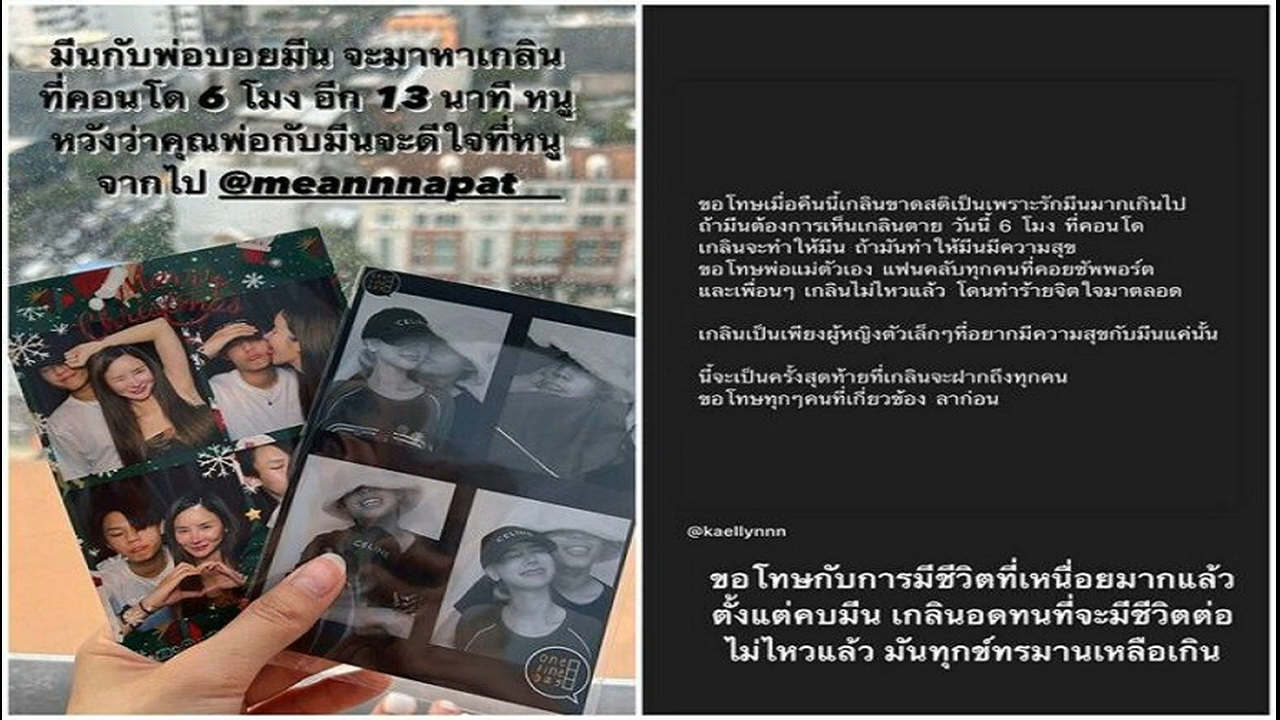 มีนกับพ่อบอยมีน จะมาหาเกลิน
ที่คอนโด 6 โมง อีก 13 นาที หนู
หวังว่าคุณพ่อกับมีนจะดีใจที่หนู
จากไป @meannnapat__
Merry
Christmas
CELINE
CELINE
CELINE
one
line
bks
ขอโทษเมื่อคืนนี้เกลินขาดสติเป็นเพราะรักมีนมากเกินไป
ถ้ามีนต้องการเห็นเกลินตาย วันนี้ 6 โมง ที่คอนโด
เกลินจะทำให้มีน ถ้ามันทำให้มีนมีความสุข
ขอโทษพ่อแม่ตัวเอง แฟนคลับทุกคนที่คอยซัพพอร์ต
และเพื่อนๆ เกลินไม่ไหวแล้ว โดนทำร้ายจิตใจมาตลอด
เกลินเป็นเพียงผู้หญิงตัวเล็กๆที่อยากมีความสุขกับมีนแค่นั้น
นี้จะเป็นครั้งสุดท้ายที่เกลินจะฝากถึงทุกคน
ขอโทษทุกๆคนที่เกี่ยวข้อง ลาก่อน
@kaellynnn
ขอโทษกับการมีชีวิตที่เหนื่อยมากแล้ว
ตั้งแต่คบมีน เกลินอดทนที่จะมีชีวิตต่อ
ไม่ไหวแล้ว มันทุกช์ทรมานเหลือเกิน